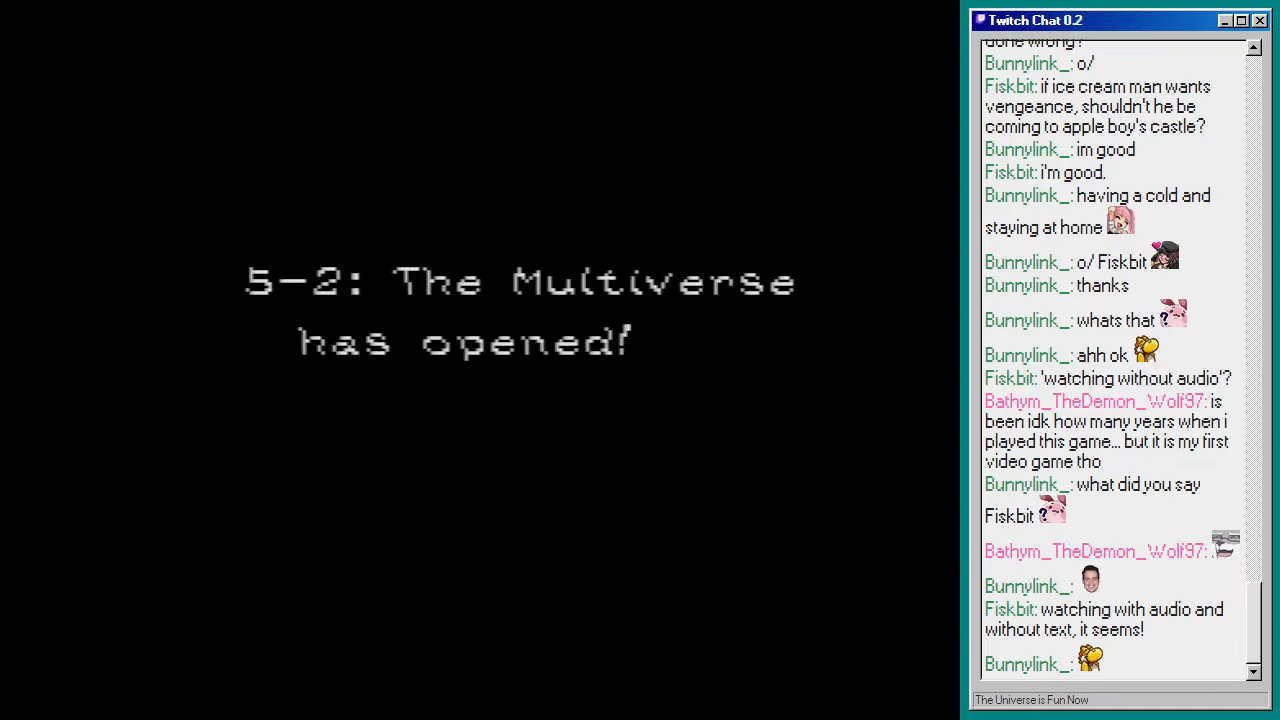 5-2: The Multiverse
has opened!
Twitch Chat 0.2
done wrong?
Bunnylink_: o/
Fiskbit: if ice cream man wants
vengeance, shouldn't he be
coming to apple boy's castle?
Bunnylink_: im good
Fiskbit: i'm good.
Bunnylink_: having a cold and
staying at home
Bunnylink_: o/ Fiskbit
Bunnylink_: thanks
Bunnylink_: whats that
Bunnylink_: ahh ok
Fiskbit: 'watching without audio'?
Bathym_TheDemon_Wolf97: is
been idk how many years when i
played this game... but it is my first
video game tho
Bunnylink_: what did you say
Fiskbit
Bathym_TheDemon_Wolf97:
Bunnylink_:
Fiskbit: watching with audio and
without text, it seems!
Bunnylink_:
The Universe is Fun Now